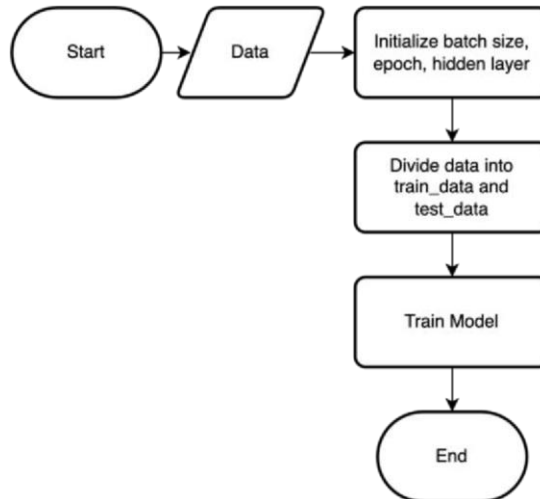 Start
Data
Initialize batch size,
epoch, hidden layer
Divide data into
train_data and
test_data
Train Model
End